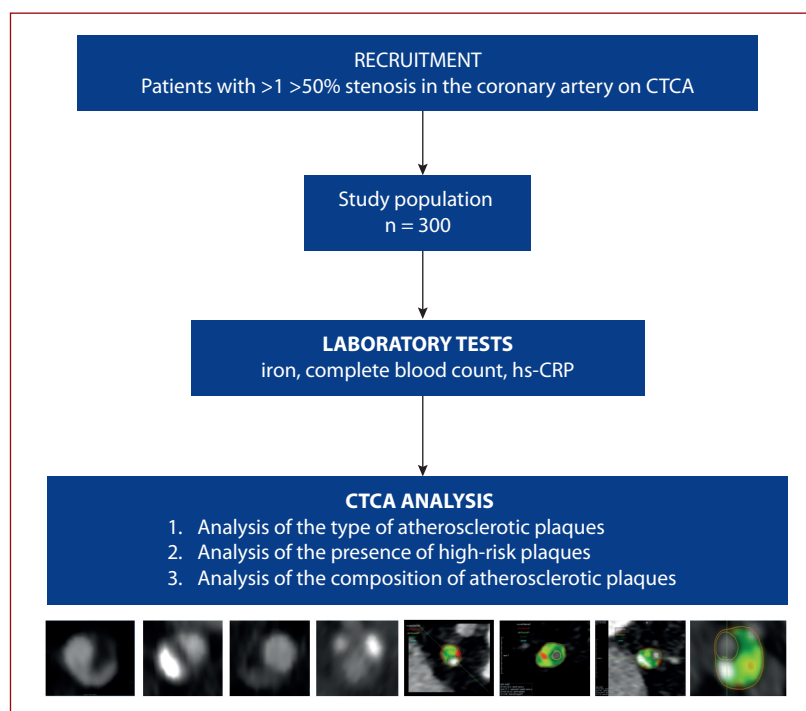 RECRUITMENT
Patients with >1 >50% stenosis in the coronary artery on CTCA
Study population
n = 300
LABORATORY TESTS
iron, complete blood count, hs-CRP
CTCA ANALYSIS
1. Analysis of the type of atherosclerotic plaques
2. Analysis of the presence of high-risk plaques
3. Analysis of the composition of atherosclerotic plaques